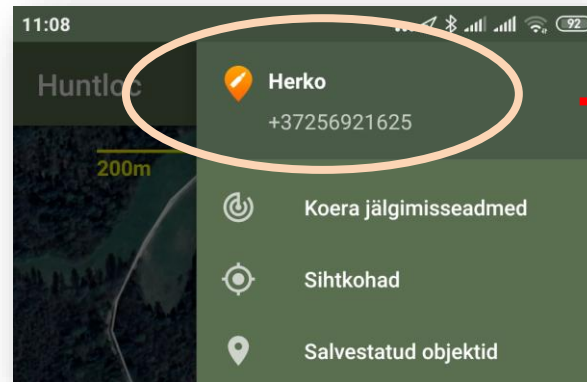 11:08
92
Huntloc
Herko
+37256921625
200m
Koera jälgimisseadmed
Sihtkohad
Salvestatud objektid